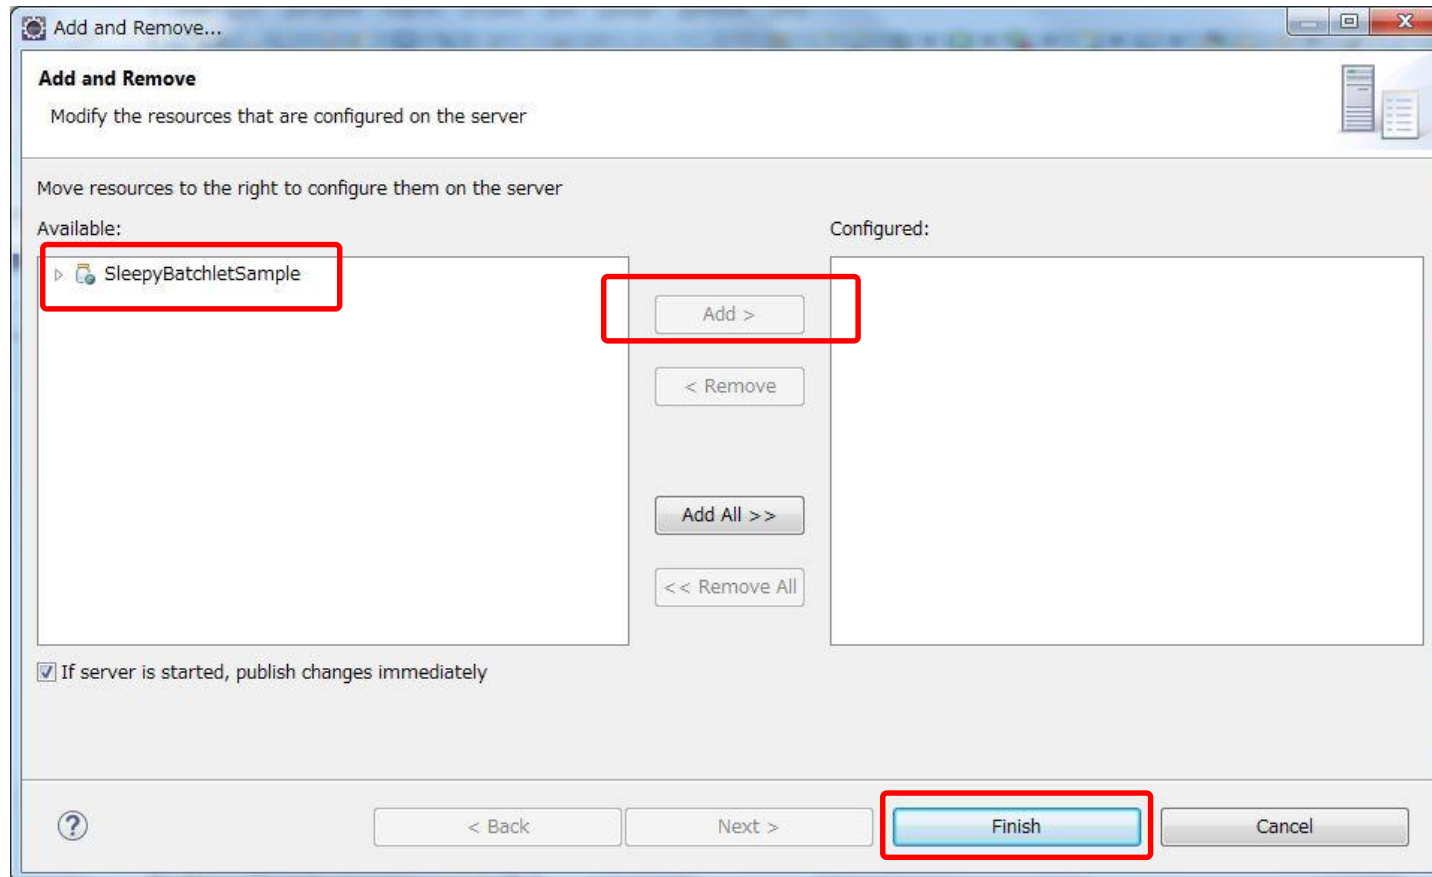 Add and Remove...
Add and Remove
Modify the resources that are configured on the server
Move resources to the right to configure them on the server
Available:
Configured:
SleepyBatchletSample
Add >
< Remove
Add All >>
<< Remove All
If server is started, publish changes immediately
?
< Back
Next >
Finish
Cancel